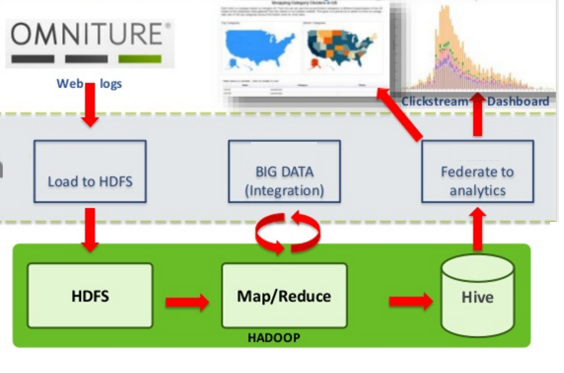 OMNITURE®
Web logs
Clickstream Dashboard
Load to HDFS
BIG DATA
(Integration)
Federate to
analytics
HDFS
Map/Reduce
Hive
HADOOP